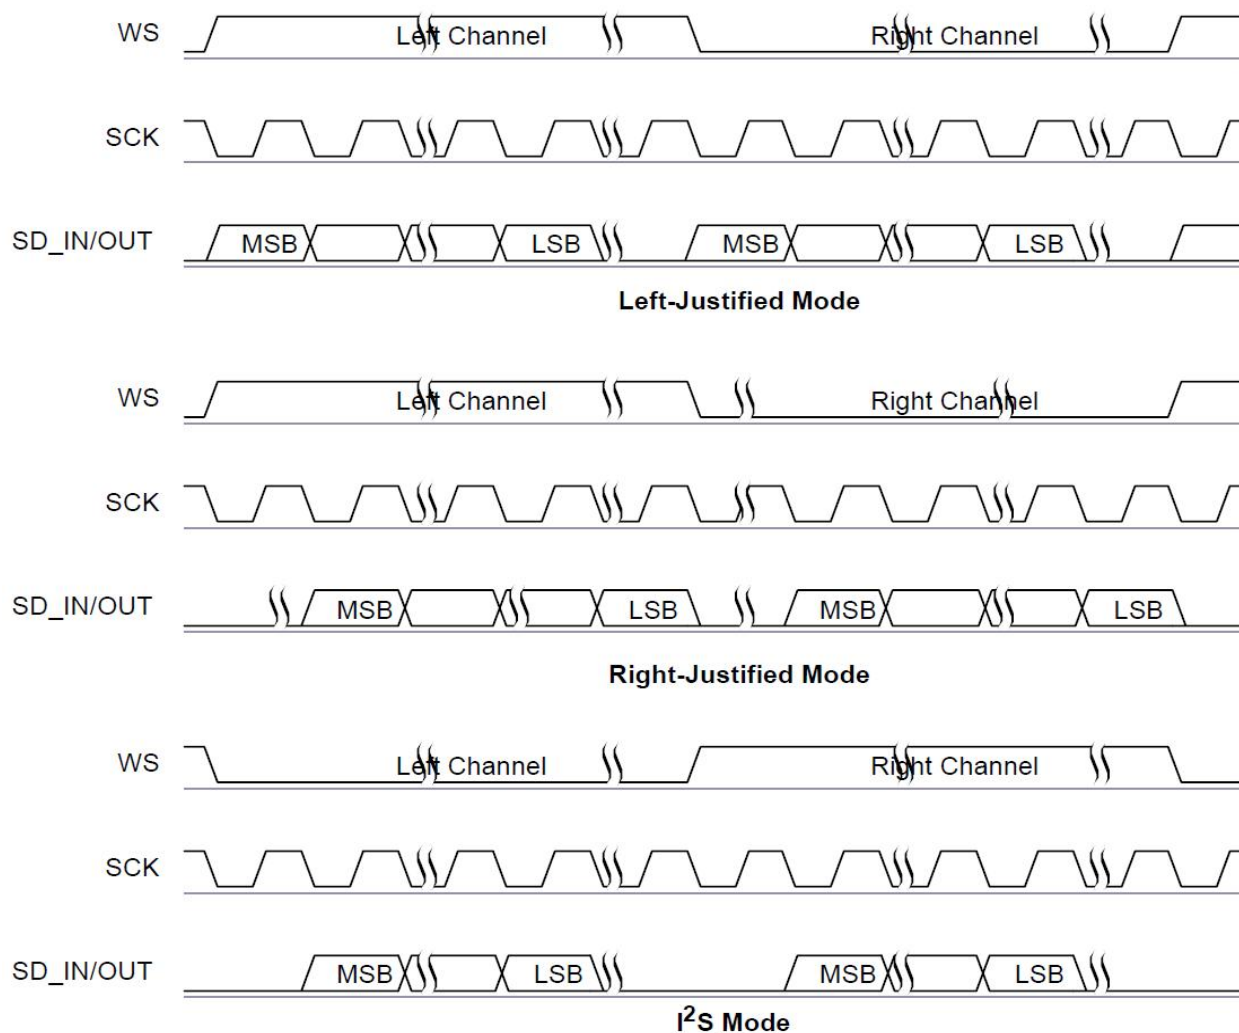 WS Left Channel Right Channel
SCK
SD_IN/OUT MSB LSB MSB LSB
Left-Justified Mode
WS Left Channel Right Channel
SCK
SD_IN/OUT MSB LSB MSB LSB
Right-Justified Mode
WS Left Channel Right Channel
SCK
SD_IN/OUT MSB LSB MSB LSB
I²S Mode